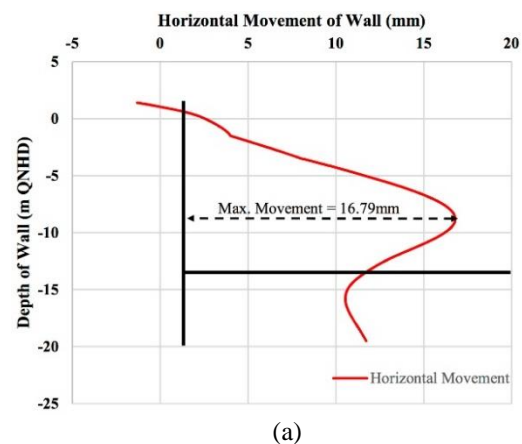 Horizontal Movement of Wall (mm)
-5 0 5 10 15 20
Depth of Wall (m QNHD)
5
0
-5
Max. Movement = 16.79mm
-10
-15
-20
Horizontal Movement
-25
(a)